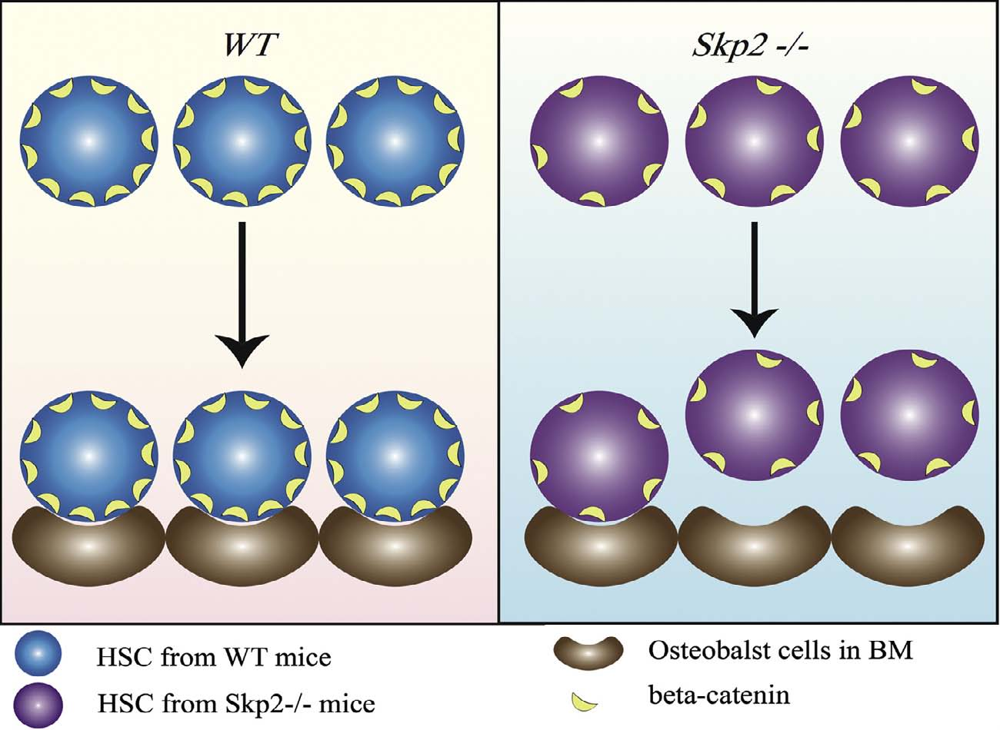 WT
Skp2 -/-
HSC from WT mice
HSC from Skp2-/- mice
Osteobalst cells in BM
beta-catenin